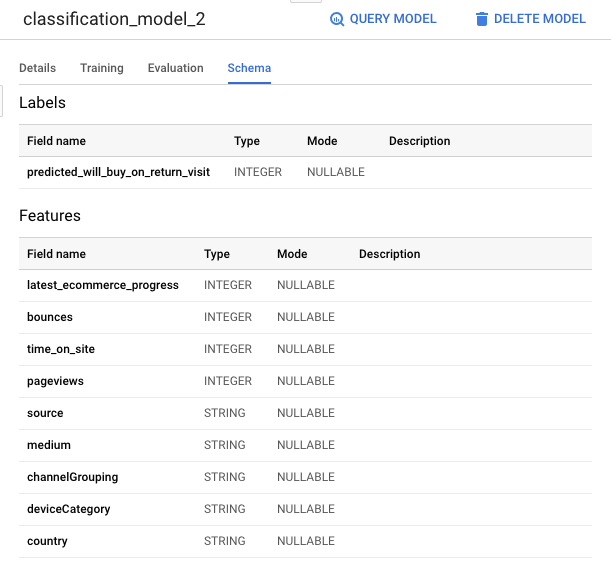 classification_model_2 QUERY MODEL DELETE MODEL
Details Training Evaluation Schema
Labels
Field name Type Mode Description
predicted_will_buy_on_return_visit INTEGER NULLABLE
Features
Field name Type Mode Description
latest_ecommerce_progress INTEGER NULLABLE
bounces INTEGER NULLABLE
time_on_site INTEGER NULLABLE
pageviews INTEGER NULLABLE
source STRING NULLABLE
medium STRING NULLABLE
channelGrouping STRING NULLABLE
deviceCategory STRING NULLABLE
country STRING NULLABLE